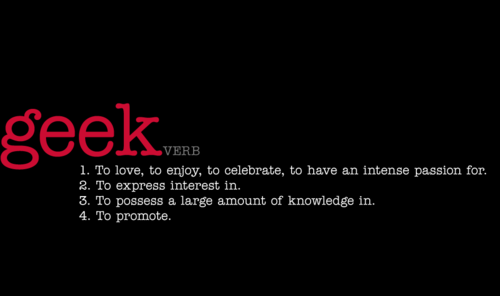 geek VERB
1. To love, to enjoy, to celebrate, to have an intense passion for.
2. To express interest in.
3. To possess a large amount of knowledge in.
4. To promote.